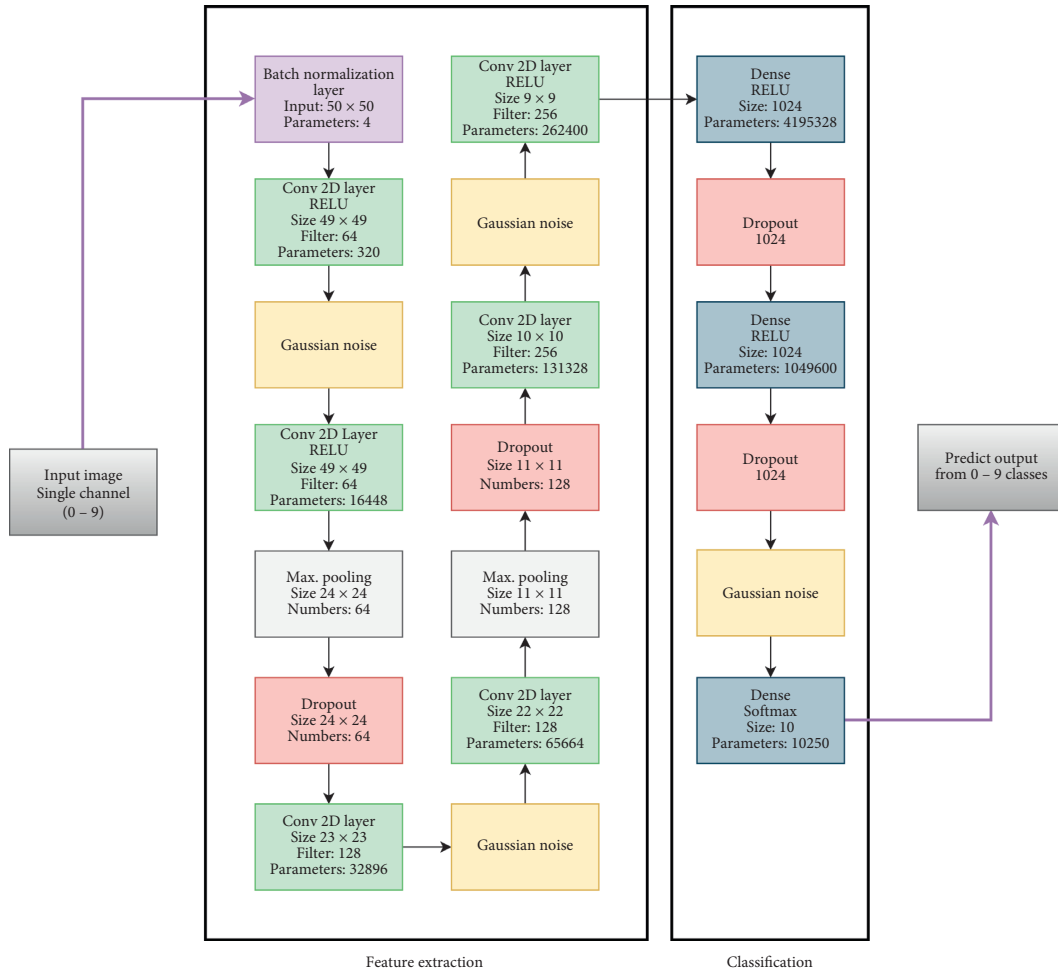 Input image
Single channel
(0 – 9)
Batch normalization
layer
Input: 50 × 50
Parameters: 4
Conv 2D layer
RELU
Size 49 × 49
Filter: 64
Parameters: 320
Gaussian noise
Conv 2D Layer
RELU
Size 49 × 49
Filter: 64
Parameters: 16448
Max. pooling
Size 24 × 24
Numbers: 64
Dropout
Size 24 × 24
Numbers: 64
Conv 2D layer
Size 23 × 23
Filter: 128
Parameters: 32896
Gaussian noise
Conv 2D layer
Size 22 × 22
Filter: 128
Parameters: 65664
Max. pooling
Size 11 × 11
Numbers: 128
Dropout
Size 11 × 11
Numbers: 128
Conv 2D layer
Size 10 × 10
Filter: 256
Parameters: 131328
Gaussian noise
Conv 2D layer
RELU
Size 9 × 9
Filter: 256
Parameters: 262400
Feature extraction
Dense
RELU
Size: 1024
Parameters: 4195328
Dropout
1024
Dense
RELU
Size: 1024
Parameters: 1049600
Dropout
1024
Gaussian noise
Dense
Softmax
Size: 10
Parameters: 10250
Classification
Predict output
from 0 – 9 classes